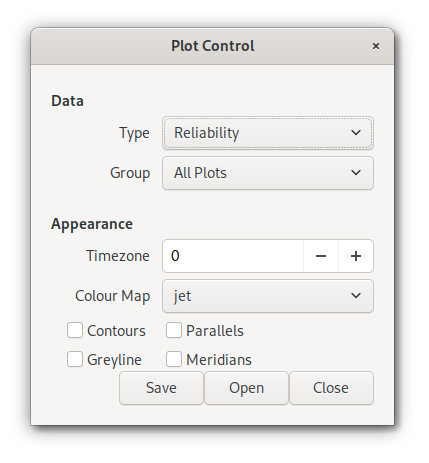 Plot Control
Data
Type Reliability
Group All Plots
Appearance
Timezone 0
Colour Map jet
Contours Parallels
Greyline Meridians
Save Open Close